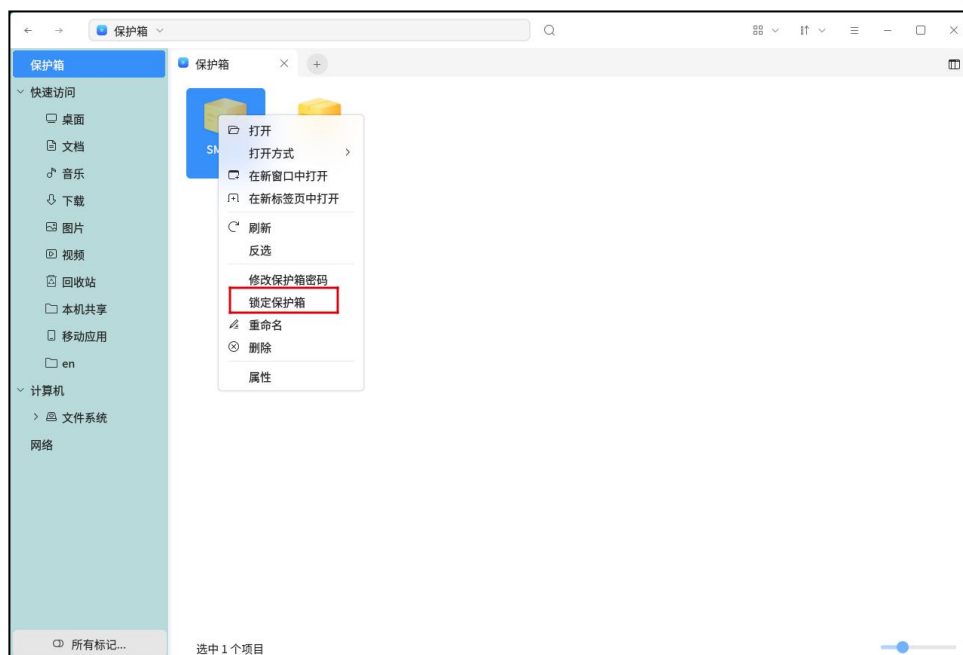 保护箱
保护箱
保护箱
快速访问
桌面
文档
音乐
下载
图片
视频
回收站
本机共享
移动应用
en
计算机
文件系统
网络
所有标记...
SM
打开
打开方式
在新窗口中打开
在新标签页中打开
刷新
反选
修改保护箱密码
锁定保护箱
重命名
删除
属性
选中 1 个项目